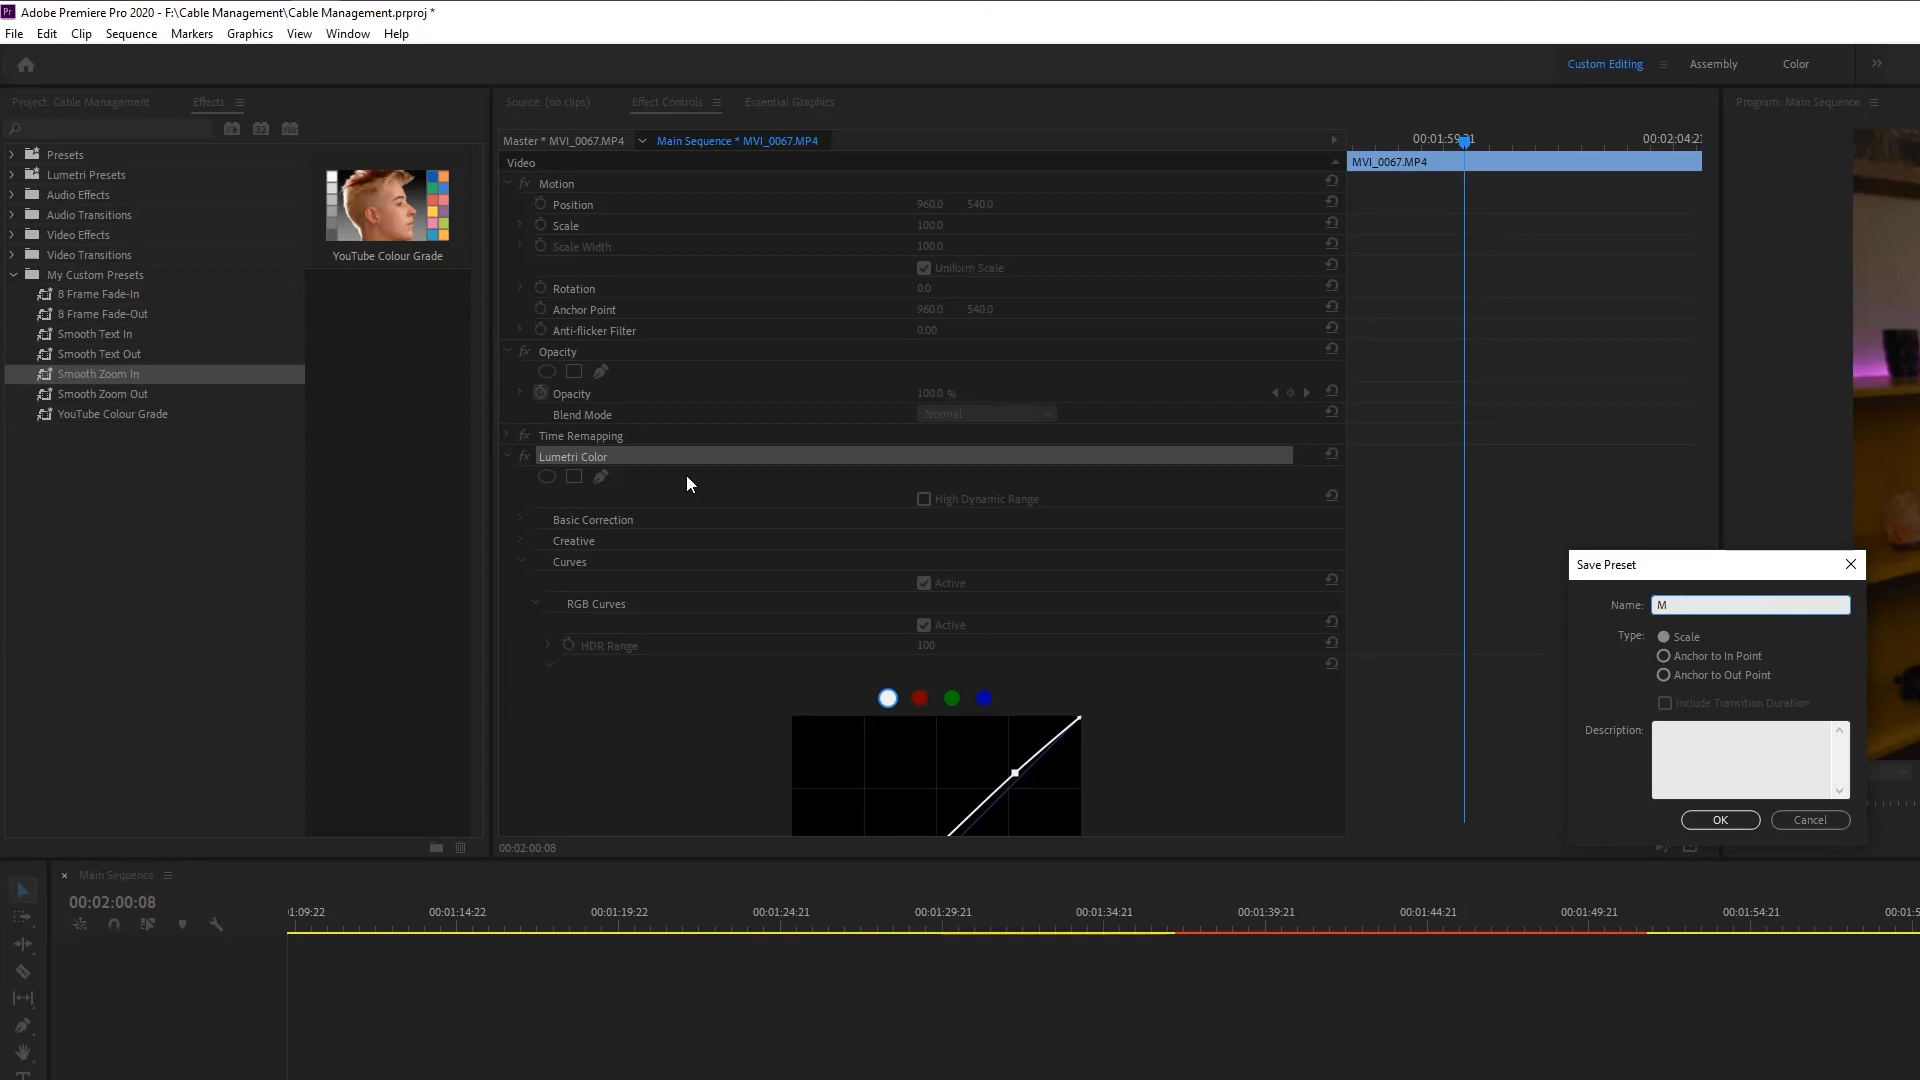 Pr Adobe Premiere Pro 2020 - F:\Cable Management\Cable Management.prproj *
File Edit Clip Sequence Markers Graphics View Window Help
Custom Editing Assembly Color
Project: Cable Management Effects
Source: (no clips) Effect Controls Essential Graphics
Program: Main Sequence
Master * MVI_0067.MP4 Main Sequence * MVI_0067.MP4
00:01:59:21 00:02:04:21
Video
MVI_0067.MP4
Presets
Lumetri Presets
Audio Effects
Audio Transitions
Video Effects
Video Transitions
My Custom Presets
8 Frame Fade-In
8 Frame Fade-Out
Smooth Text In
Smooth Text Out
Smooth Zoom In
Smooth Zoom Out
YouTube Colour Grade
YouTube Colour Grade
fx Motion
Position 960.0 540.0
Scale 100.0
Scale Width 100.0
Uniform Scale
Rotation 0.0
Anchor Point 960.0 540.0
Anti-flicker Filter 0.00
fx Opacity
Opacity 100.0 %
Blend Mode Normal
fx Time Remapping
fx Lumetri Color
High Dynamic Range
Basic Correction
Creative
Curves
Active
RGB Curves
Active
HDR Range 100
00:02:00:08
Save Preset
Name: M
Type: Scale
Anchor to In Point
Anchor to Out Point
Include Transition Duration
Description:
OK Cancel
× Main Sequence
00:02:00:08
00:01:14:22 00:01:19:22 00:01:24:21 00:01:29:21 00:01:34:21 00:01:39:21 00:01:44:21 00:01:49:21 00:01:54:21